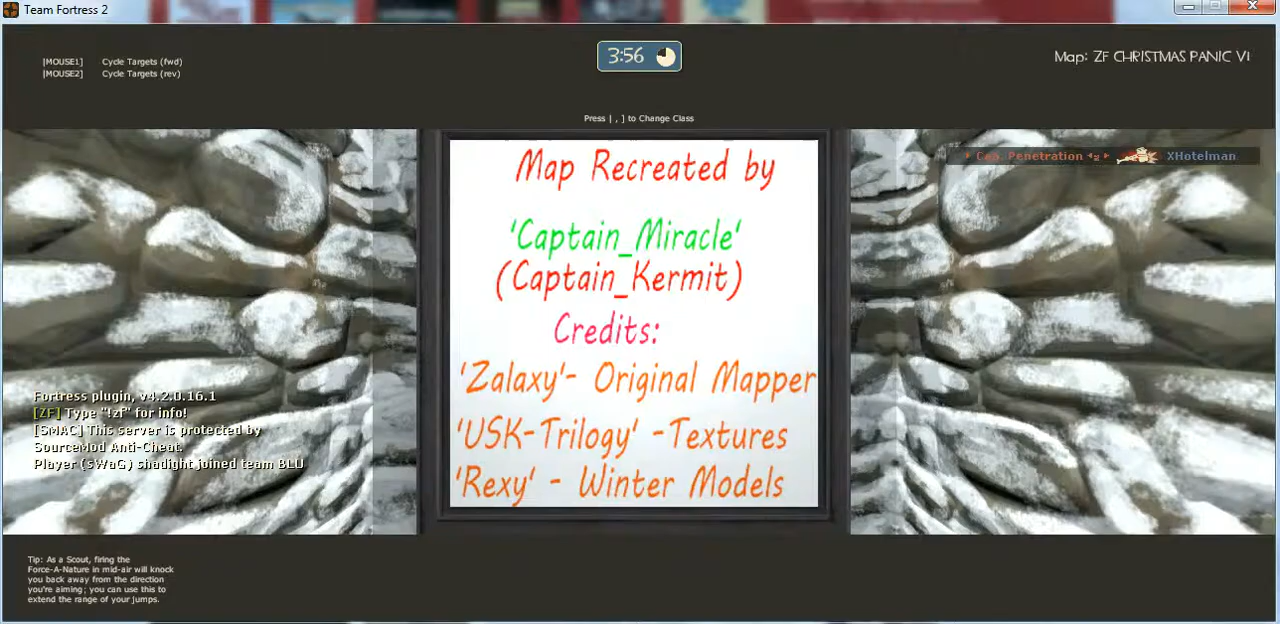 Team Fortress 2
[MOUSE1] Cycle Targets (fwd)
[MOUSE2] Cycle Targets (rev)
3:56
Map: ZF CHRISTMAS PANIC V1
Press [ , ] to Change Class
Cap. Penetration XHotelman
Map Recreated by
'Captain_Miracle'
(Captain_Kermit)
Credits:
'Zalaxy'- Original Mapper
'USK-Trilogy' -Textures
'Rexy' - Winter Models
Fortress plugin, v4.2.0.16.1
[ZF] Type "!zf" for info!
[SMAC] This server is protected by
SourceMod Anti-Cheat.
Player (sWaG) shadight joined team BLU
Tip: As a Scout, firing the
Force-A-Nature in mid-air will knock
you back away from the direction
you're aiming; you can use this to
extend the range of your jumps.